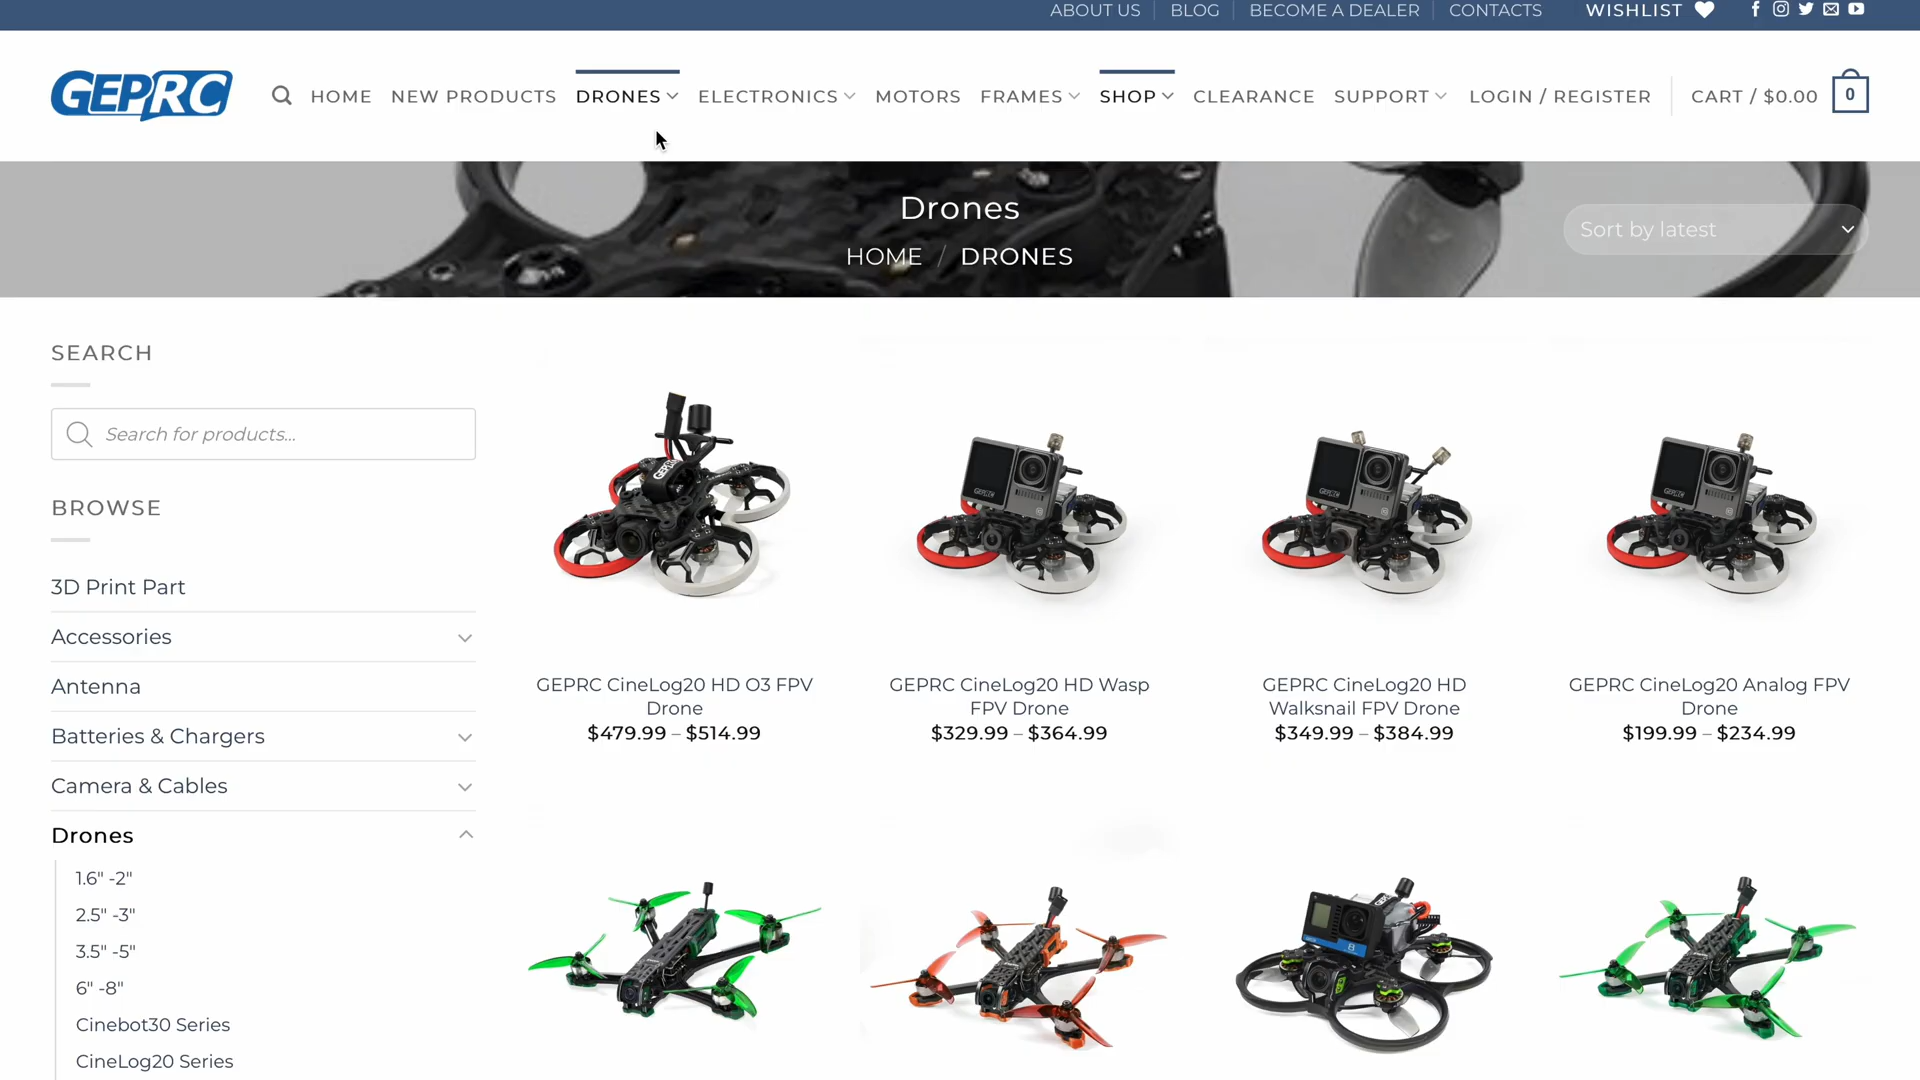 ABOUT US
BLOG
BECOME A DEALER
CONTACTS
WISHLIST
GEPRC
HOME
NEW PRODUCTS
DRONES
ELECTRONICS
MOTORS
FRAMES
SHOP
CLEARANCE
SUPPORT
LOGIN / REGISTER
CART / $0.00
0
Drones
HOME / DRONES
Sort by latest
SEARCH
Search for products...
BROWSE
3D Print Part
Accessories
Antenna
Batteries & Chargers
Camera & Cables
Drones
1.6" -2"
2.5" -3"
3.5" -5"
6" -8"
Cinebot30 Series
CineLog20 Series
GEPRC CineLog20 HD O3 FPV
Drone
$479.99 – $514.99
GEPRC CineLog20 HD Wasp
FPV Drone
$329.99 – $364.99
GEPRC CineLog20 HD
Walksnail FPV Drone
$349.99 – $384.99
GEPRC CineLog20 Analog FPV
Drone
$199.99 – $234.99